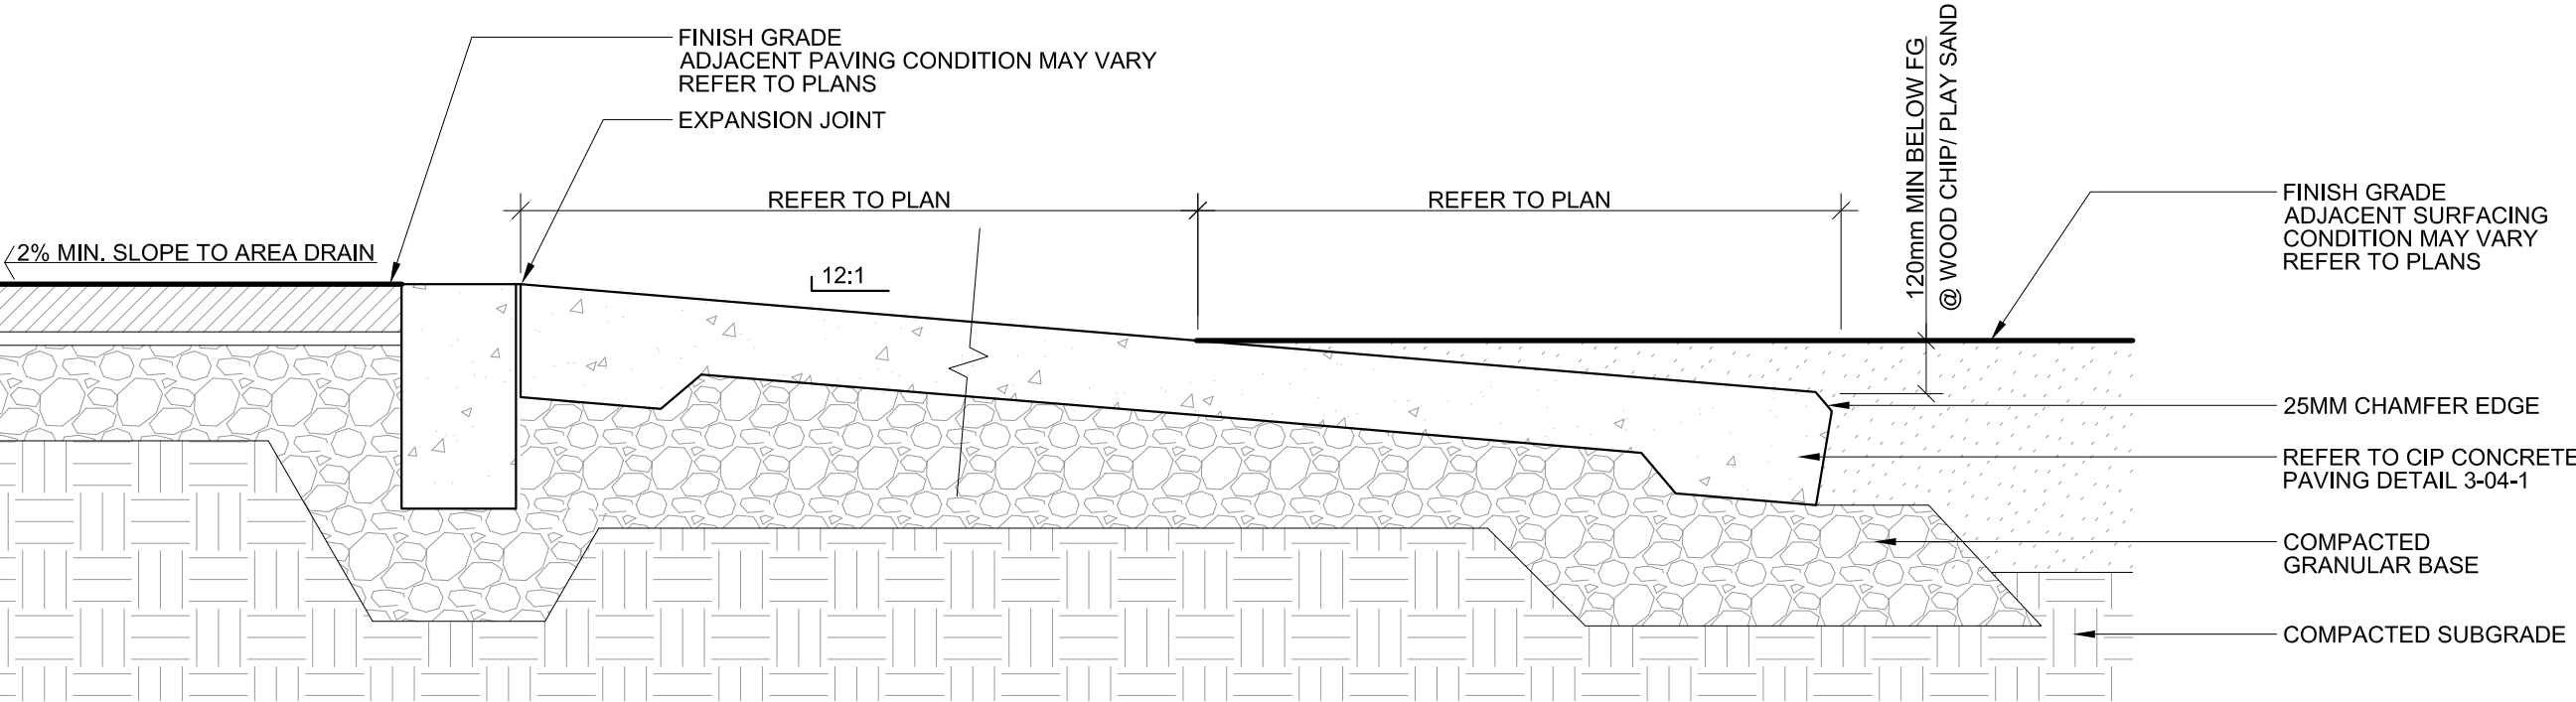 FINISH GRADE
ADJACENT PAVING CONDITION MAY VARY
REFER TO PLANS
EXPANSION JOINT
REFER TO PLAN
REFER TO PLAN
2% MIN. SLOPE TO AREA DRAIN
12:1
120mm MIN BELOW FG
@ WOOD CHIP/ PLAY SAND
FINISH GRADE
ADJACENT SURFACING
CONDITION MAY VARY
REFER TO PLANS
25MM CHAMFER EDGE
REFER TO CIP CONCRETE
PAVING DETAIL 3-04-1
COMPACTED
GRANULAR BASE
COMPACTED SUBGRADE